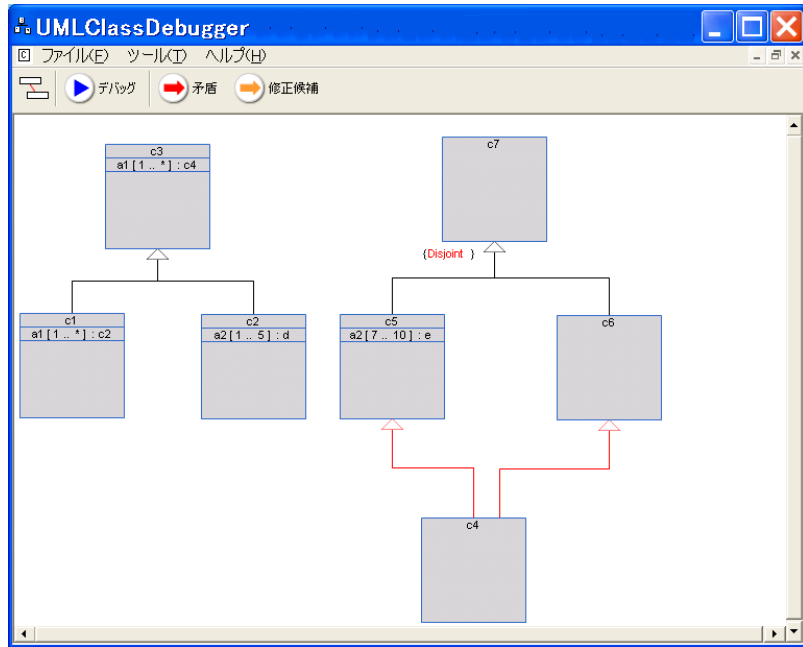 UMLClassDebugger
ファイル(F) ツール(T) ヘルプ(H)
デバッグ 矛盾 修正候補
c3
a1 [ 1 .. * ] : c4
c7
{Disjoint }
c1
a1 [ 1 .. * ] : c2
c2
a2 [ 1 .. 5 ] : d
c5
a2 [ 7 .. 10 ] : e
c6
c4